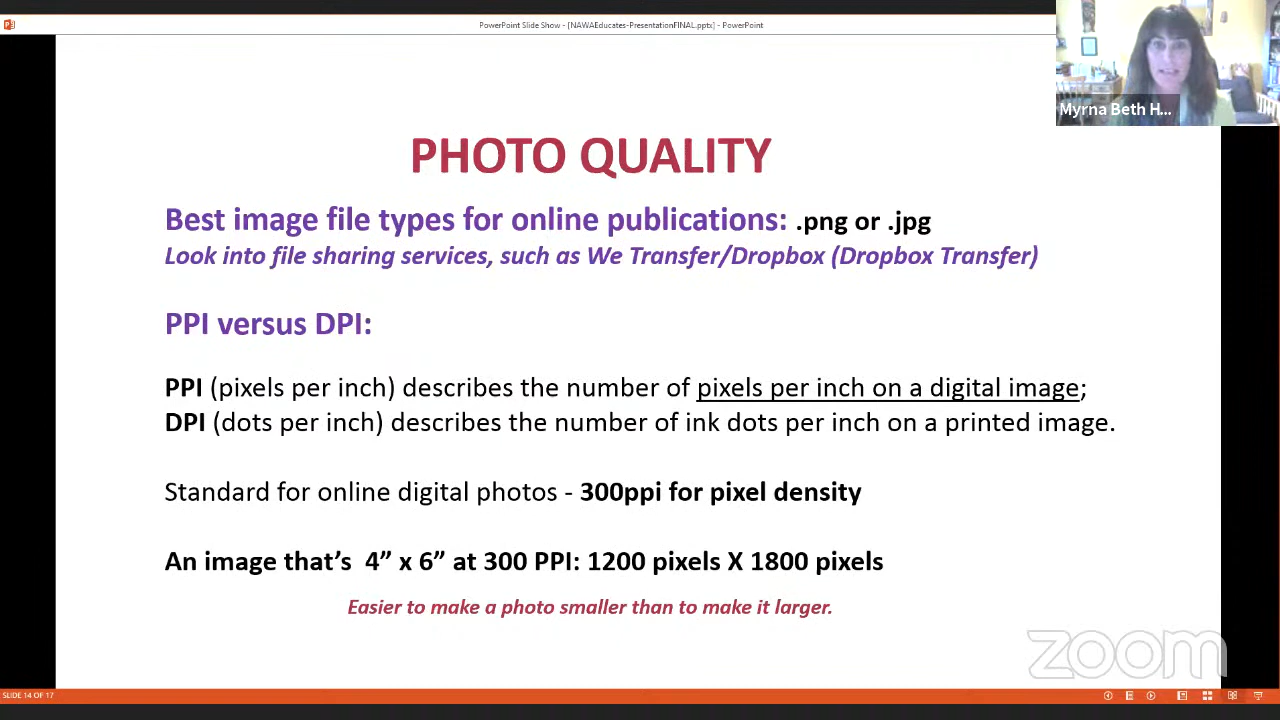 PowerPoint Slide Show - [NAWAEducates-PresentationFINAL.pptx] - PowerPoint
Myrna Beth H...
PHOTO QUALITY
Best image file types for online publications: .png or .jpg
Look into file sharing services, such as We Transfer/Dropbox (Dropbox Transfer)
PPI versus DPI:
PPI (pixels per inch) describes the number of pixels per inch on a digital image;
DPI (dots per inch) describes the number of ink dots per inch on a printed image.
Standard for online digital photos - 300ppi for pixel density
An image that’s  4” x 6” at 300 PPI: 1200 pixels X 1800 pixels
Easier to make a photo smaller than to make it larger.
zoom
SLIDE 14 OF 17